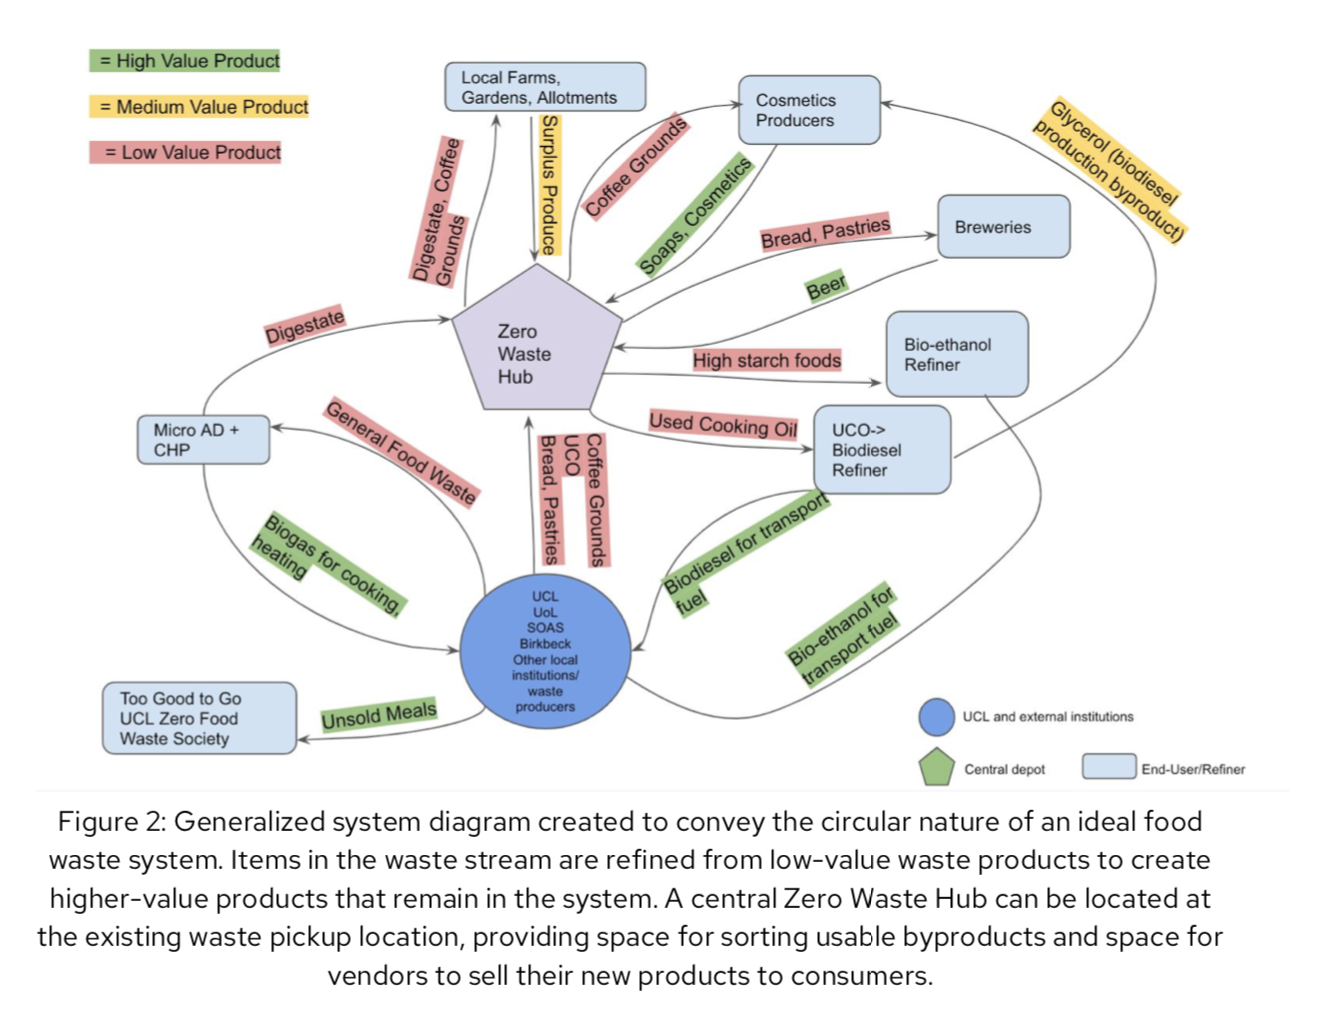 = High Value Product
= Medium Value Product
= Low Value Product
Local Farms,
Gardens, Allotments
Cosmetics
Producers
Glycerol (biodiesel
production byproduct)
Digestate, Coffee
Grounds
Surplus Produce
Coffee Grounds
Soaps, Cosmetics
Bread, Pastries
Breweries
Beer
Digestate
Zero
Waste
Hub
High starch foods
Bio-ethanol
Refiner
Micro AD +
CHP
General Food Waste
Used Cooking Oil
UCO->
Biodiesel
Refiner
Coffee Grounds
UCO
Bread, Pastries
Biogas for cooking,
heating
Biodiesel for transport
fuel
UCL
UoL
SOAS
Birkbeck
Other local
institutions/
waste
producers
Bio-ethanol for
transport fuel
Too Good to Go
UCL Zero Food
Waste Society
Unsold Meals
UCL and external institutions
Central depot
End-User/Refiner
Figure 2: Generalized system diagram created to convey the circular nature of an ideal food
waste system. Items in the waste stream are refined from low-value waste products to create
higher-value products that remain in the system. A central Zero Waste Hub can be located at
the existing waste pickup location, providing space for sorting usable byproducts and space for
vendors to sell their new products to consumers.